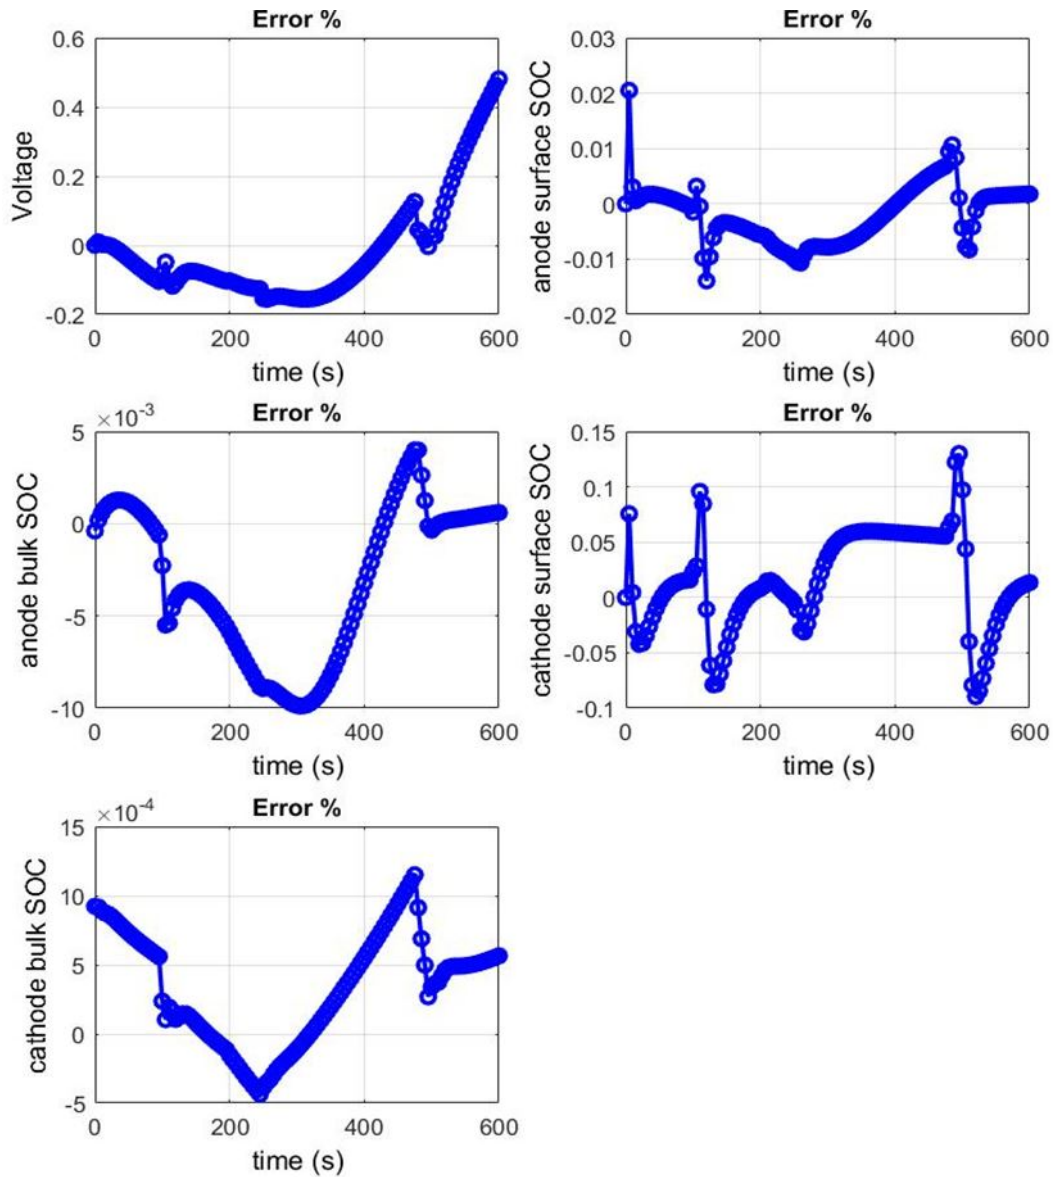 Error %
0.6
0.4
0.2
0
-0.2
Voltage
0 200 400 600
time (s)
Error %
0.03
0.02
0.01
0
-0.01
-0.02
anode surface SOC
0 200 400 600
time (s)
×10-3
Error %
5
0
-5
-10
anode bulk SOC
0 200 400 600
time (s)
Error %
0.15
0.1
0.05
0
-0.05
-0.1
cathode surface SOC
0 200 400 600
time (s)
×10-4
Error %
15
10
5
0
-5
cathode bulk SOC
0 200 400 600
time (s)